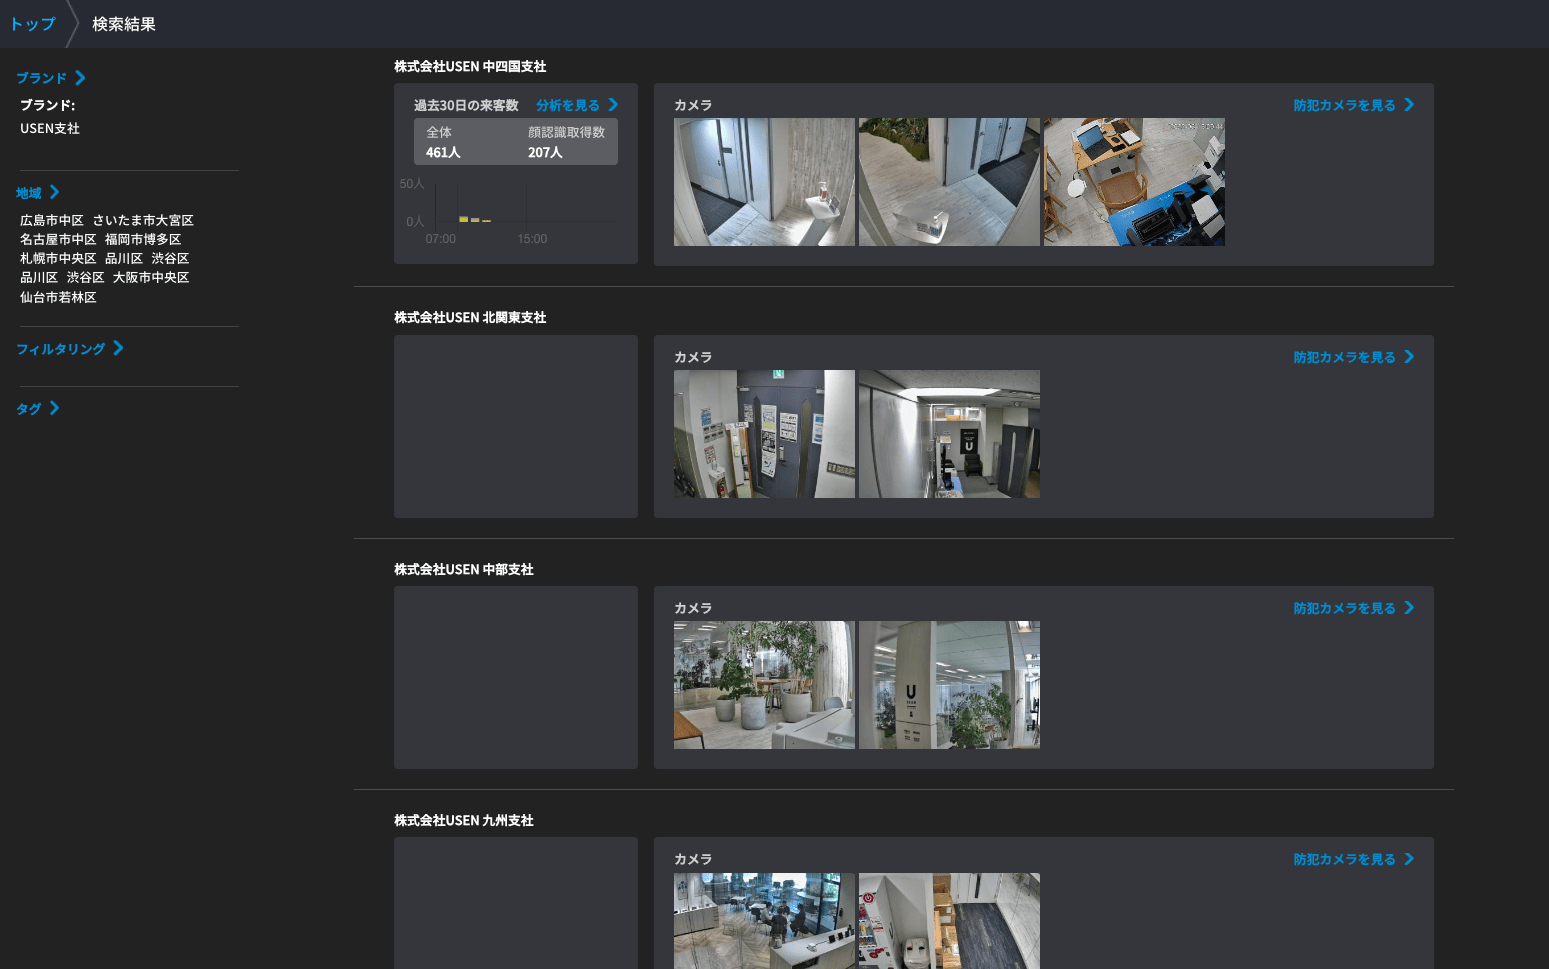 トップ
検索結果
ブランド
ブランド:
USEN支社
地域
広島市中区 さいたま市大宮区
名古屋市中区 福岡市博多区
札幌市中央区 品川区 渋谷区
品川区 渋谷区 大阪市中央区
仙台市若林区
フィルタリング
タグ
株式会社USEN 中四国支社
過去30日の来客数 分析を見る
全体 顔認識取得数
461人 207人
50人
0人
07:00 15:00
カメラ 防犯カメラを見る
株式会社USEN 北関東支社
カメラ 防犯カメラを見る
U
株式会社USEN 中部支社
カメラ 防犯カメラを見る
U
株式会社USEN 九州支社
カメラ 防犯カメラを見る